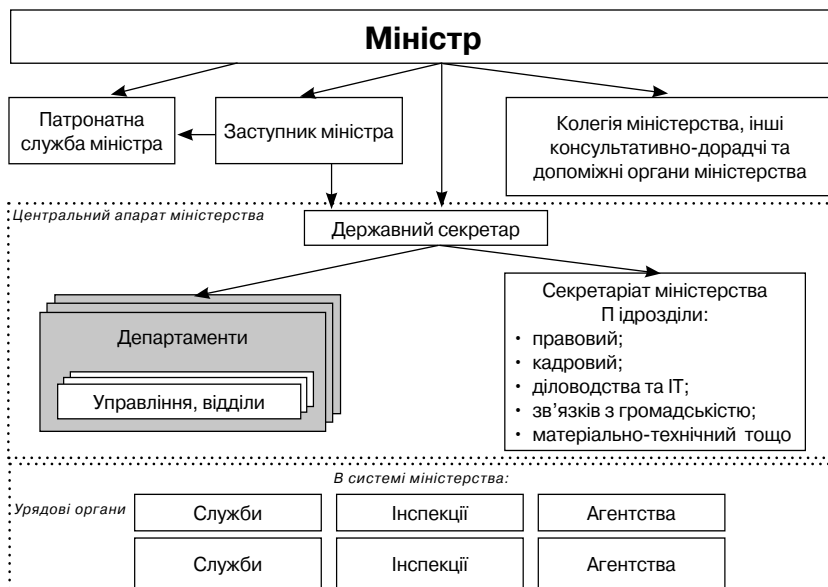 Міністр
Патронатна
служба міністра
Заступник міністра
Колегія міністерства, інші
консультативно-дорадчі та
допоміжні органи міністерства
Центральний апарат міністерства
Державний секретар
Департаменти
Управління, відділи
Секретаріат міністерства
П ідрозділи:
• правовий;
• кадровий;
• діловодства та ІТ;
• зв’язків з громадськістю;
• матеріально-технічний тощо
В системі міністерства:
Урядові органи
Служби
Інспекції
Агентства
Служби
Інспекції
Агентства